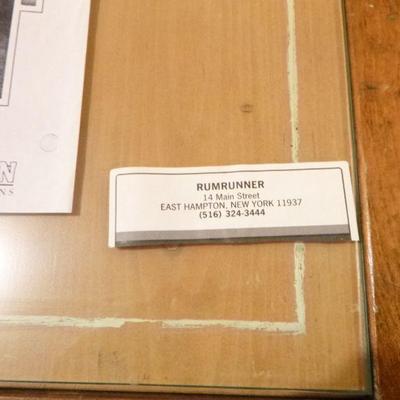 RUMRUNNER
14 Main Street
EAST HAMPTON, NEW YORK 11937
(516) 324-3444